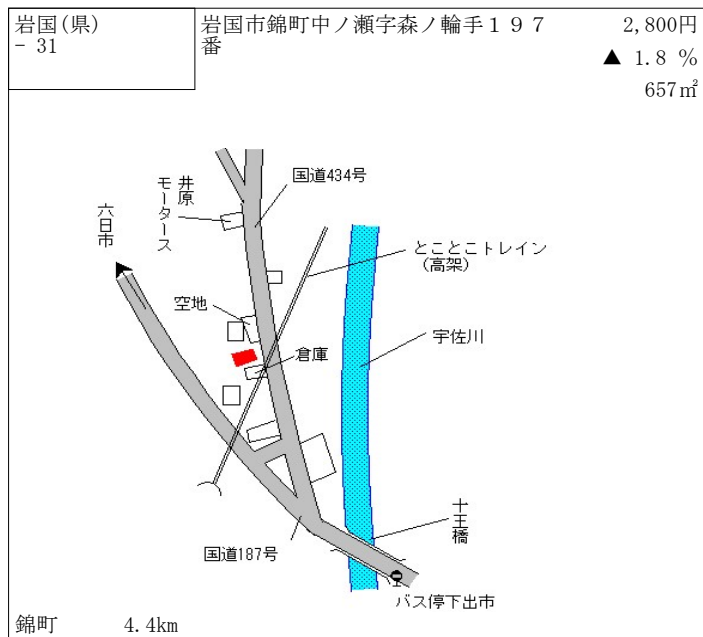 岩国(県)
- 31
岩国市錦町中ノ瀬字森ノ輪手１９７
番
2,800円
▲ 1.8 %
657㎡
国道434号
井原
モータース
六日市
とことこトレイン
(高架)
空地
倉庫
宇佐川
十王橋
国道187号
バス停下出市
錦町 4.4km